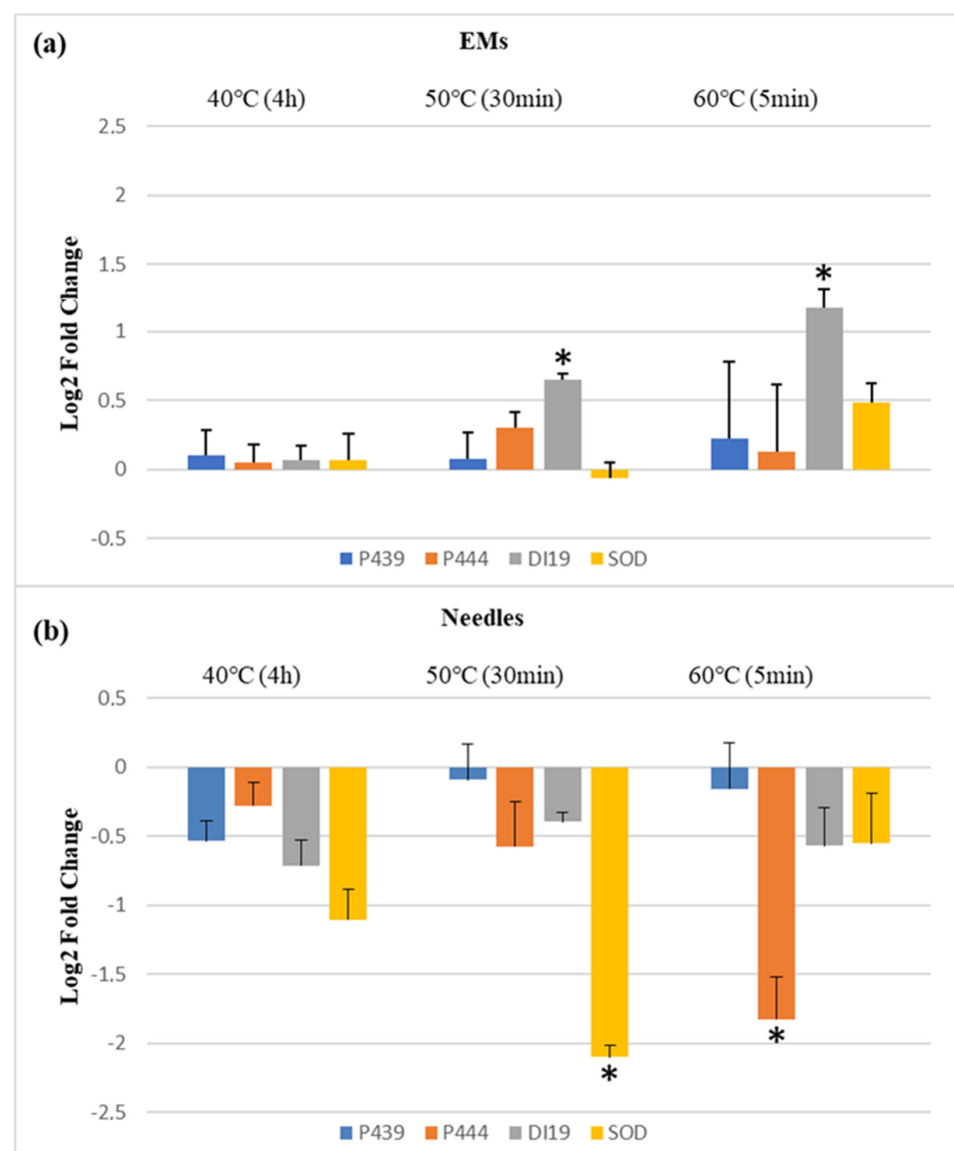 (a)
EMs
40°C (4h) 50°C (30min) 60°C (5min)
2.5
2
1.5
1
0.5
0
-0.5
Log2 Fold Change
*
*
P439 P444 DI19 SOD
(b)
Needles
40°C (4h) 50°C (30min) 60°C (5min)
0.5
0
-0.5
-1
-1.5
-2
-2.5
Log2 Fold Change
*
*
P439 P444 DI19 SOD